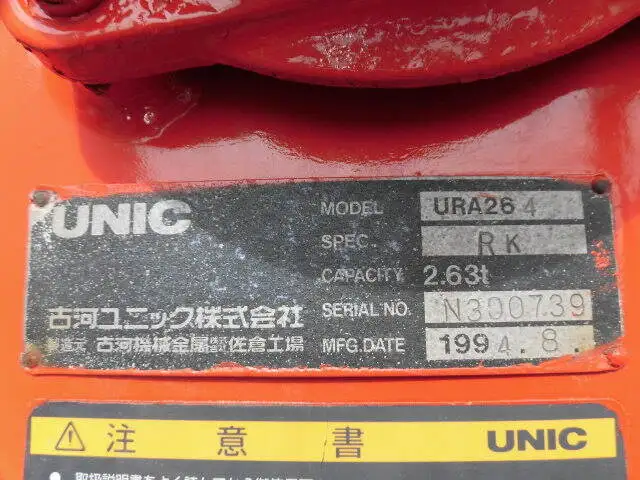 UNIC
MODEL URA26 4
SPEC. RK
CAPACITY 2.63t
SERIAL NO. N300739
MFG.DATE 1994.8.
古河ユニック株式会社
製造元 古河機械金属株式会社佐倉工場
⚠注意書 UNIC